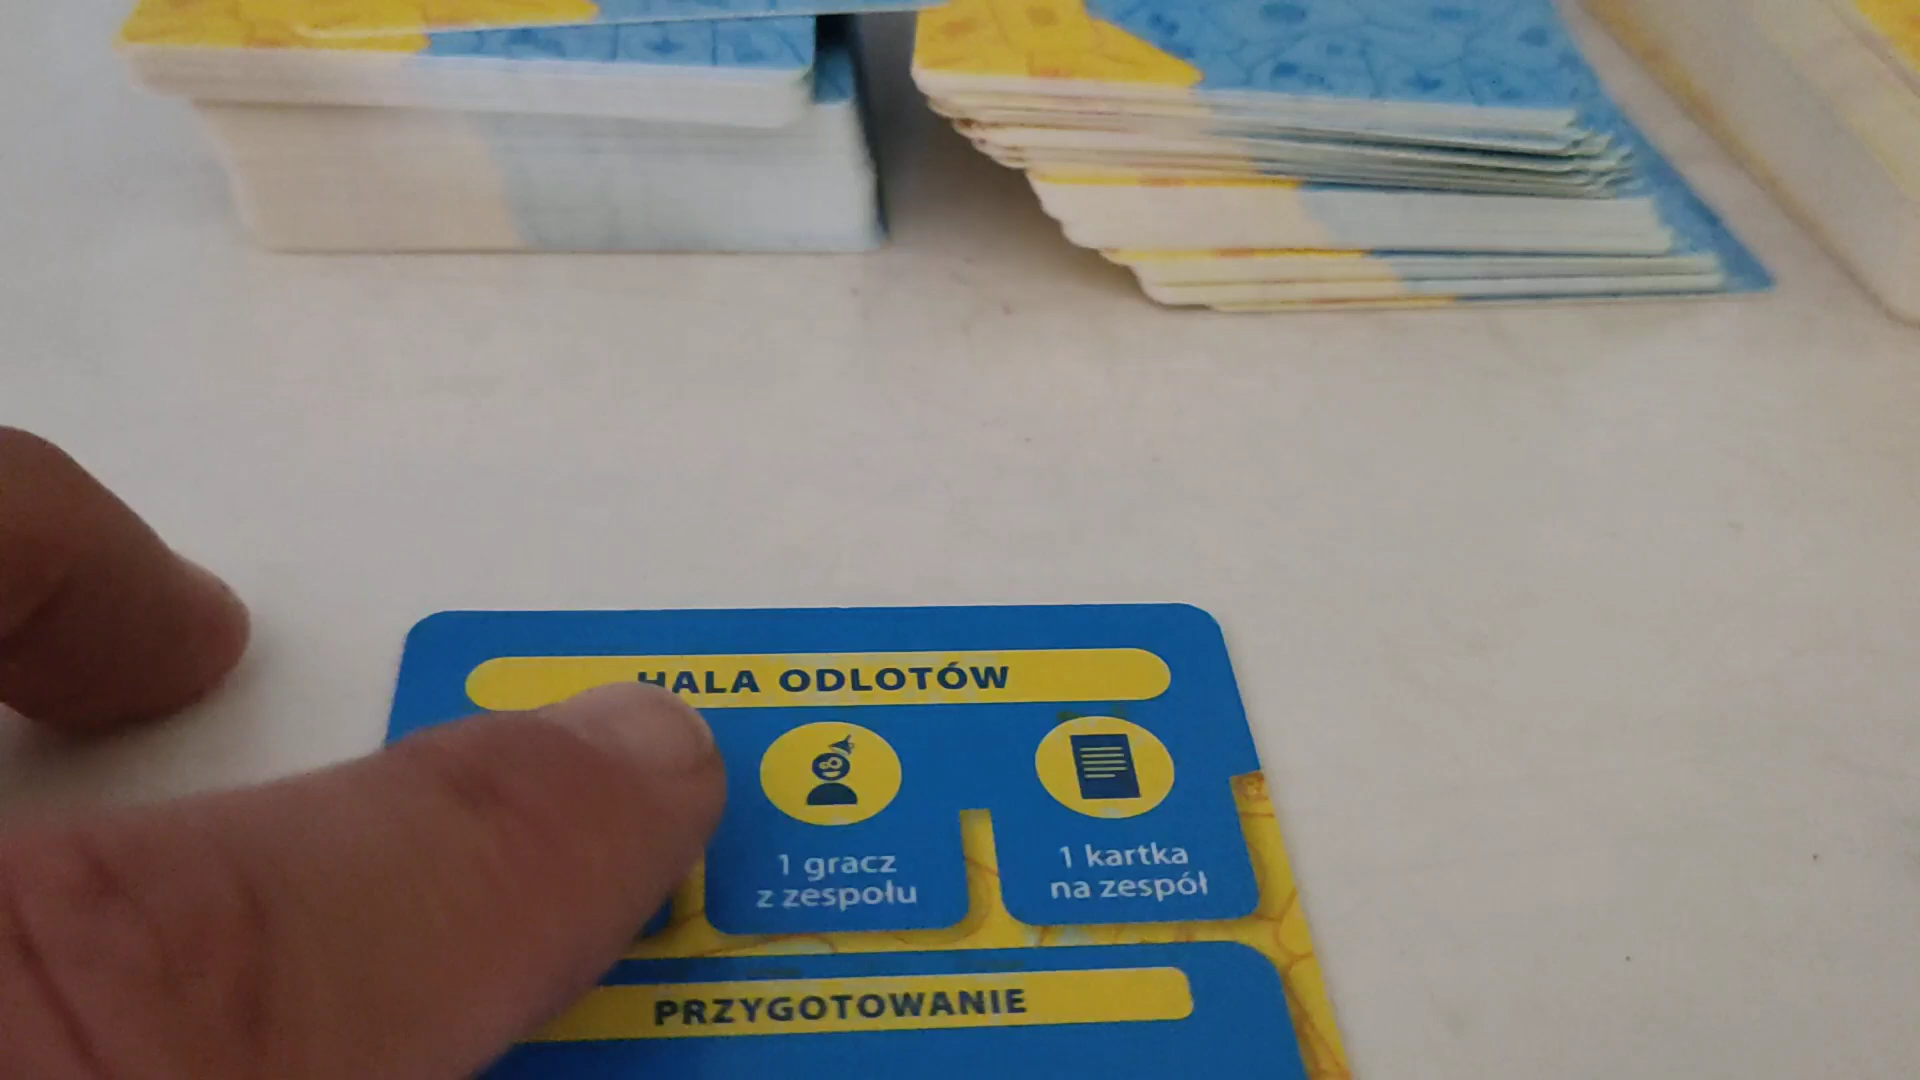 HALA ODLOTÓW
1 gracz
z zespołu
1 kartka
na zespół
PRZYGOTOWANIE